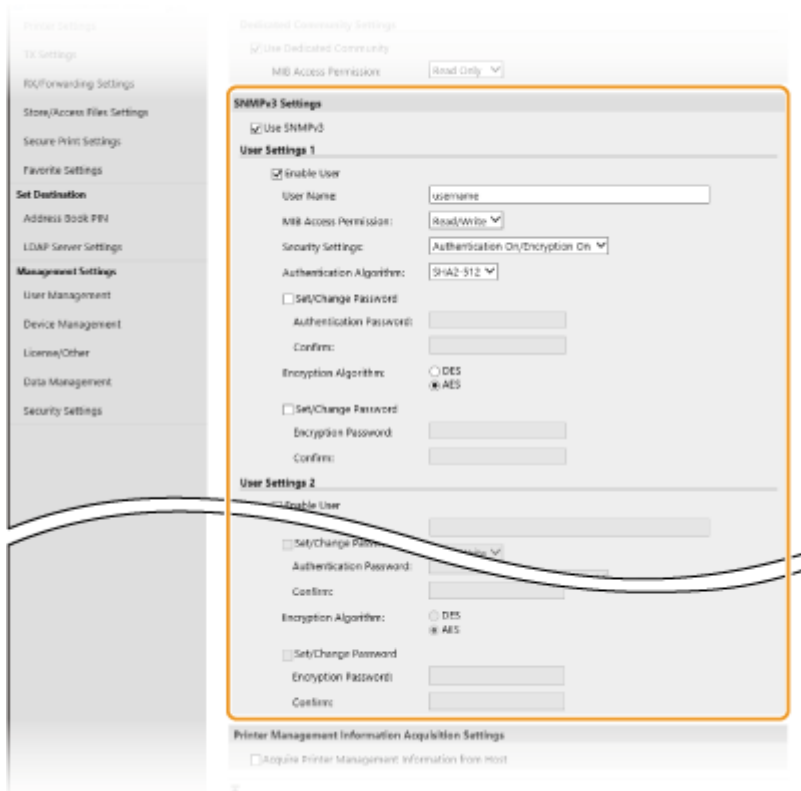 Printer Settings
TX Settings
RX/Forwarding Settings
Store/Access Files Settings
Secure Print Settings
Favorite Settings
Set Destination
Address Book PIN
LDAP Server Settings
Management Settings
User Management
Device Management
License/Other
Data Management
Security Settings
Dedicated Community Settings
Use Dedicated Community
MIB Access Permission Read Only
SNMPv3 Settings
Use SNMPv3
User Settings 1
Enable User
User Name: username
MIB Access Permission: Read/Write
Security Settings: Authentication On/Encryption On
Authentication Algorithm: SHA2-512
Set/Change Password
Authentication Password:
Confirm:
Encryption Algorithm: DES
AES
Set/Change Password
Encryption Password:
Confirm:
User Settings 2
Enable User
Set/Change Password
Authentication Password:
Confirm:
Encryption Algorithm: DES
AES
Set/Change Password
Encryption Password:
Confirm:
Printer Management Information Acquisition Settings
Acquire Printer Management Information from Host